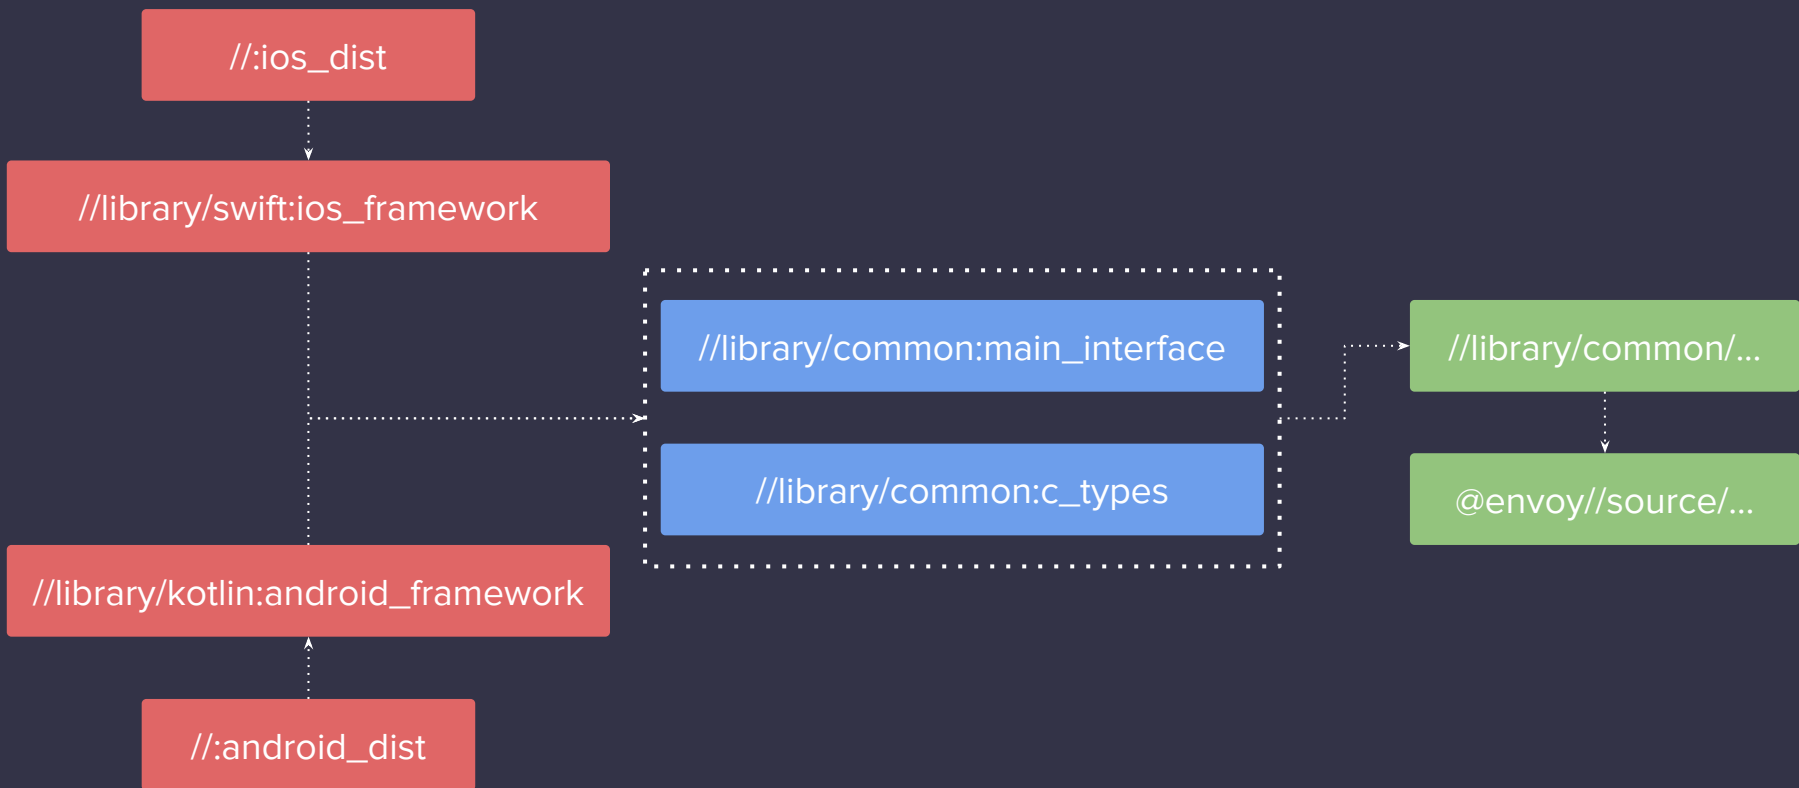 //:ios_dist
//library/swift:ios_framework
//library/common:main_interface
//library/common:c_types
//library/common/...
@envoy//source/...
//library/kotlin:android_framework
//:android_dist